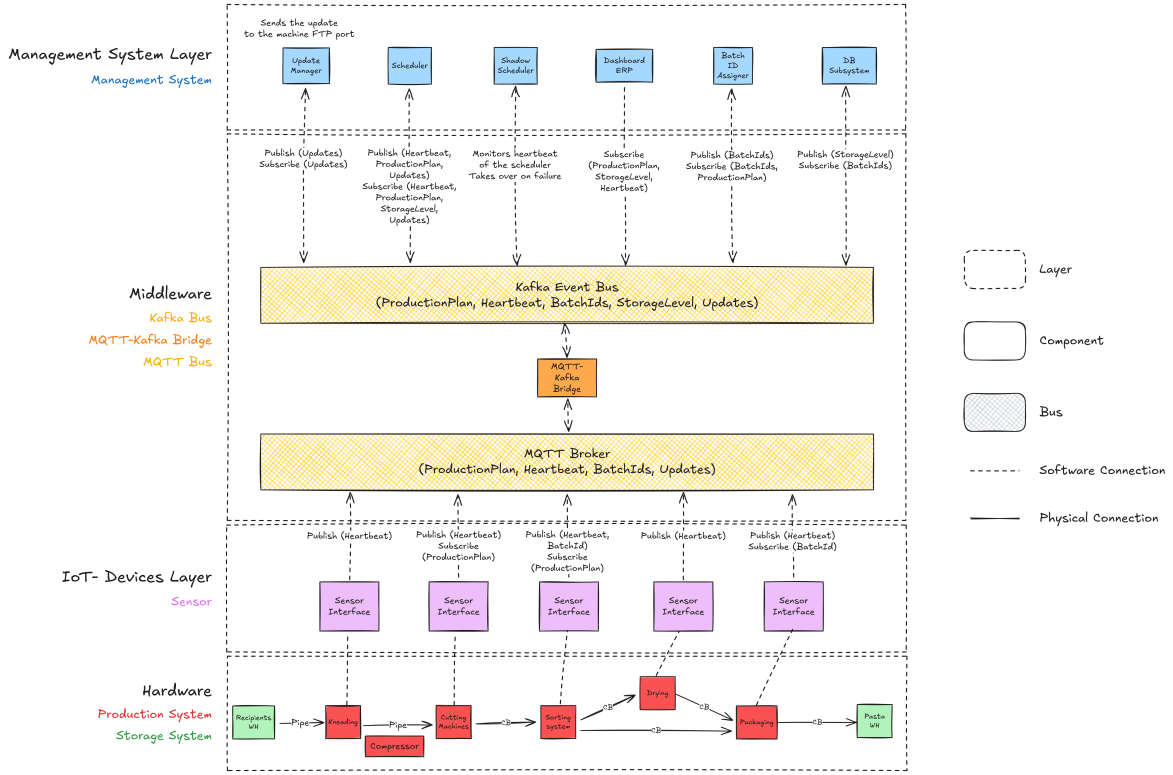 Sends the update
to the machine FTP port
Management System Layer
Management System
Update
Manager
Scheduler
Shadow
Scheduler
Dashboard
ERP
Batch
ID
Assigner
DB
Subsystem
Publish (Updates)
Subscribe (Updates)
Publish (Heartbeat,
ProductionPlan,
Updates)
Subscribe (Heartbeat,
ProductionPlan,
StorageLevel,
Updates)
Monitors heartbeat
of the scheduler
Takes over on failure
Subscribe
(ProductionPlan,
StorageLevel,
Heartbeat)
Publish (BatchIds)
Subscribe (BatchIds,
ProductionPlan)
Publish (StorageLevel)
Subscribe (BatchIds)
Middleware
Kafka Bus
MQTT-Kafka Bridge
MQTT Bus
Kafka Event Bus
(ProductionPlan, Heartbeat, BatchIds, StorageLevel, Updates)
MQTT-
Kafka
Bridge
MQTT Broker
(ProductionPlan, Heartbeat, BatchIds, Updates)
Layer
Component
Bus
Software Connection
Physical Connection
Publish (Heartbeat)
Publish (Heartbeat)
Subscribe
(ProductionPlan)
Publish (Heartbeat,
BatchId)
Subscribe
(ProductionPlan)
Publish (Heartbeat)
Publish (Heartbeat)
Subscribe (BatchId)
IoT- Devices Layer
Sensor
Sensor
Interface
Sensor
Interface
Sensor
Interface
Sensor
Interface
Sensor
Interface
Hardware
Production System
Storage System
Recipients
WH
Pipe
Kneading
Pipe
Compressor
Cutting
Machines
cB
Sorting
system
cB
Drying
cB
cB
Packaging
cB
Pasta
WH